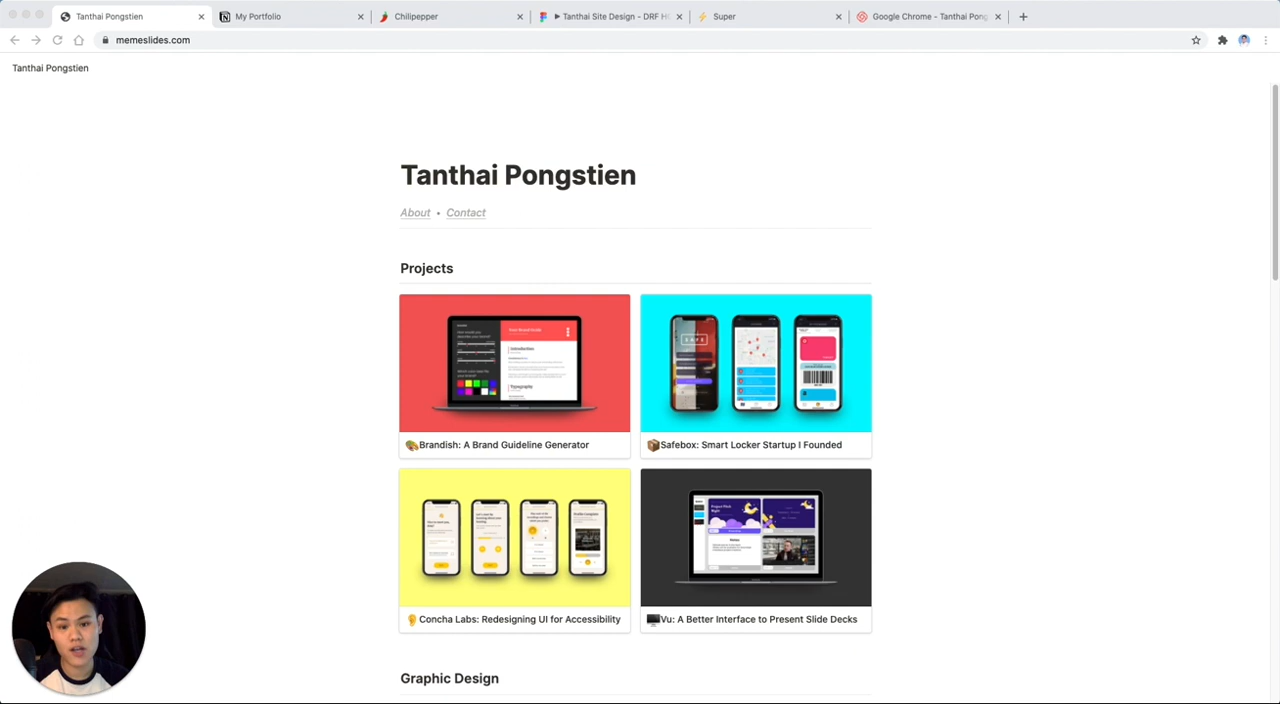 Tanthai Pongstien
My Portfolio
Chilipepper
Tanthai Site Design - DRF H
Super
Google Chrome - Tanthai Pong
memeslides.com
Tanthai Pongstien
Tanthai Pongstien
About • Contact
Projects
Brandish: A Brand Guideline Generator
Safebox: Smart Locker Startup I Founded
Concha Labs: Redesigning UI for Accessibility
Vu: A Better Interface to Present Slide Decks
Graphic Design